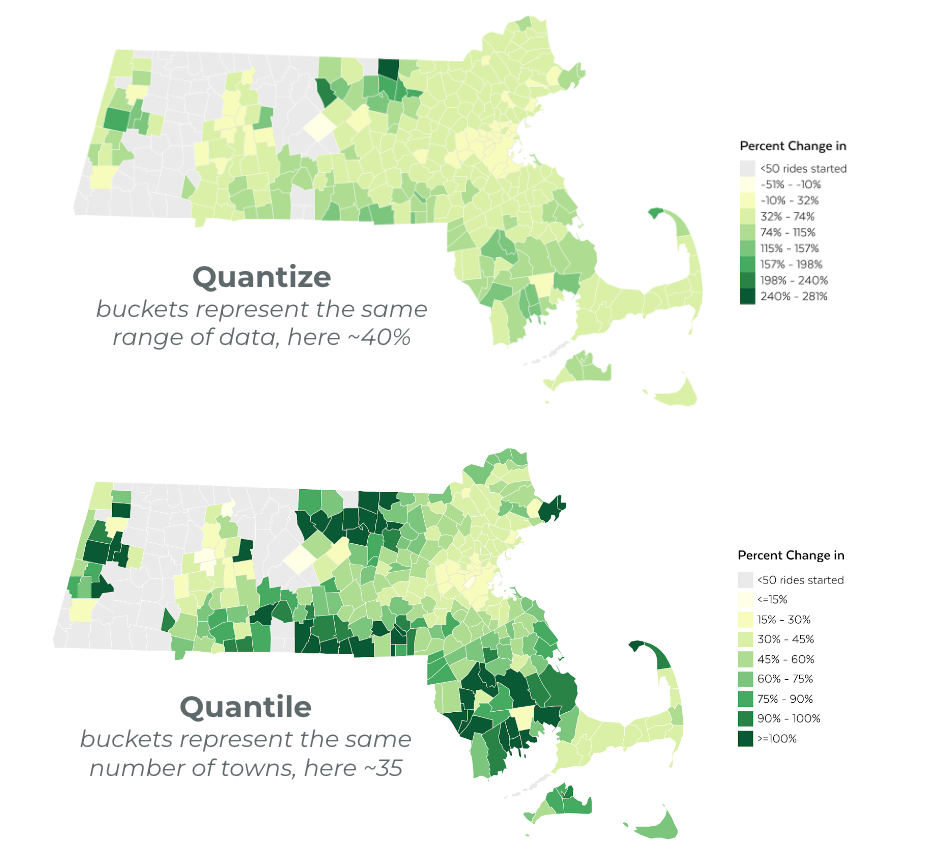 Percent Change in
<50 rides started
-51% - -10%
-10% - 32%
32% - 74%
74% - 115%
115% - 157%
157% - 198%
198% - 240%
240% - 281%
Quantize
buckets represent the same
range of data, here ~40%
Percent Change in
<50 rides started
<=15%
15% - 30%
30% - 45%
45% - 60%
60% - 75%
75% - 90%
90% - 100%
>=100%
Quantile
buckets represent the same
number of towns, here ~35